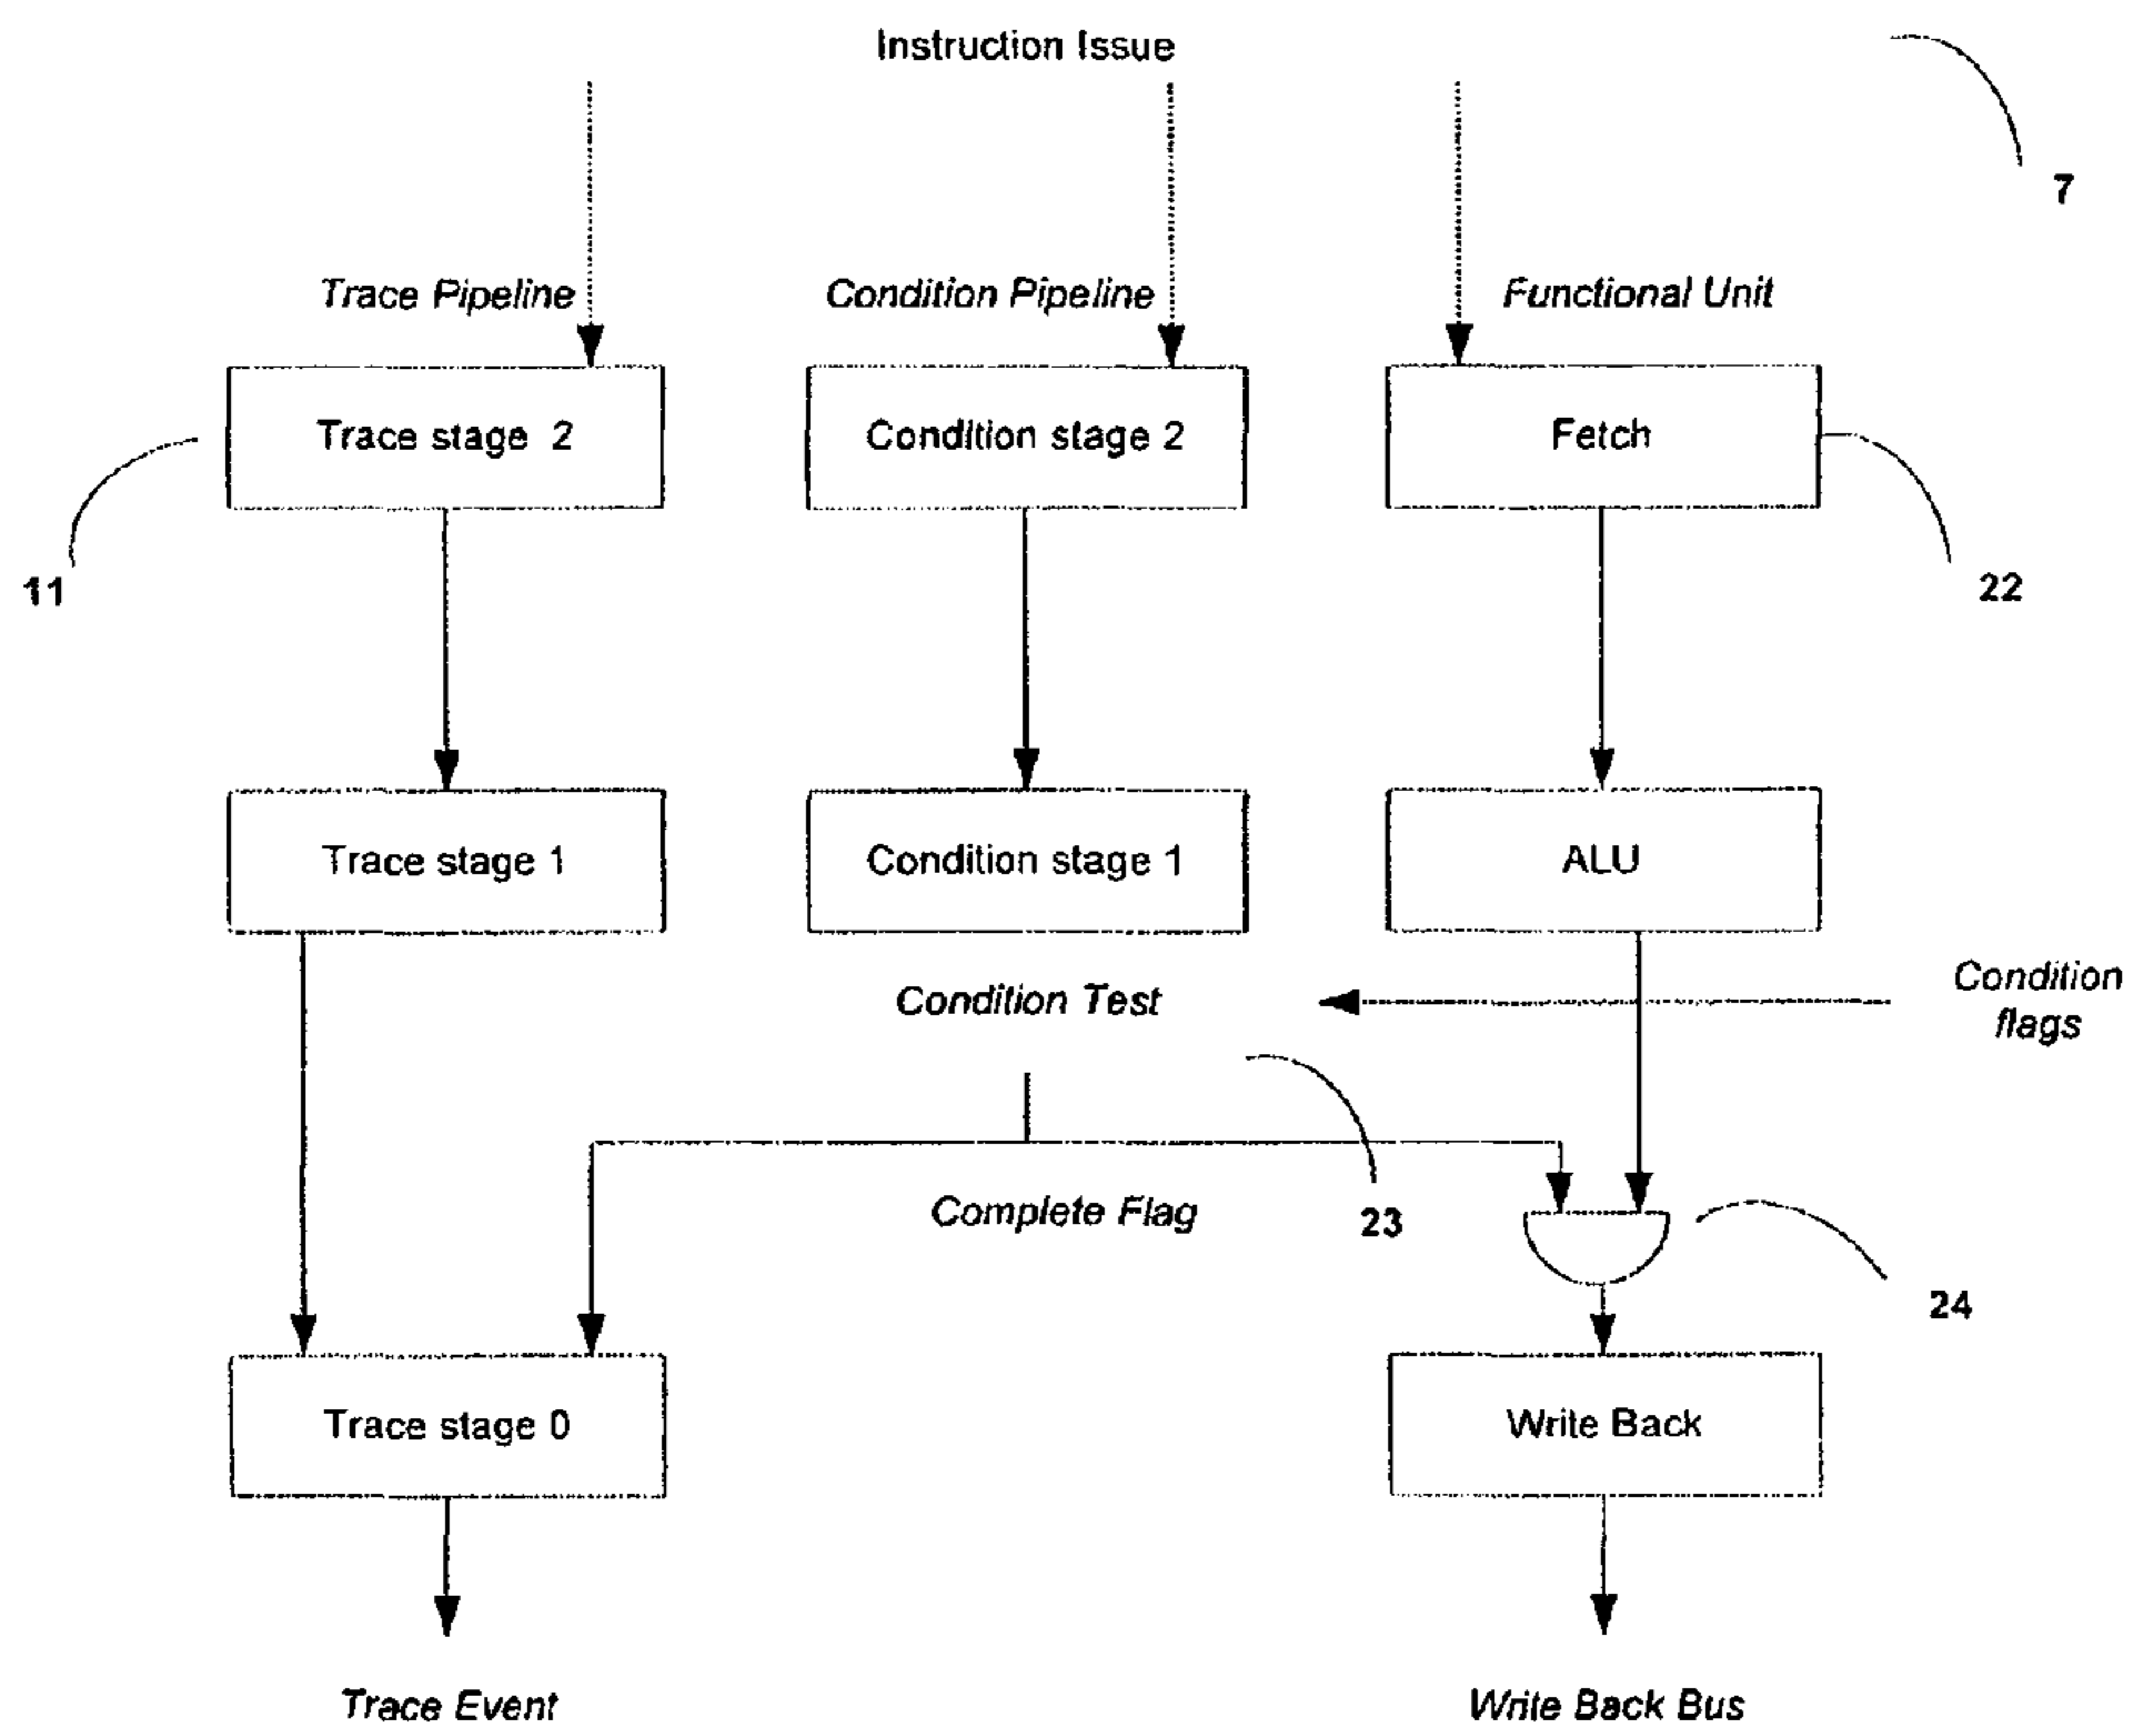 Instruction Issue
7
Trace Pipeline
Condition Pipeline
Functional Unit
Trace stage 2
Condition stage 2
Fetch
11
22
Trace stage 1
Condition stage 1
ALU
Condition Test
Condition
flags
Complete Flag
23
24
Trace stage 0
Write Back
Trace Event
Write Back Bus